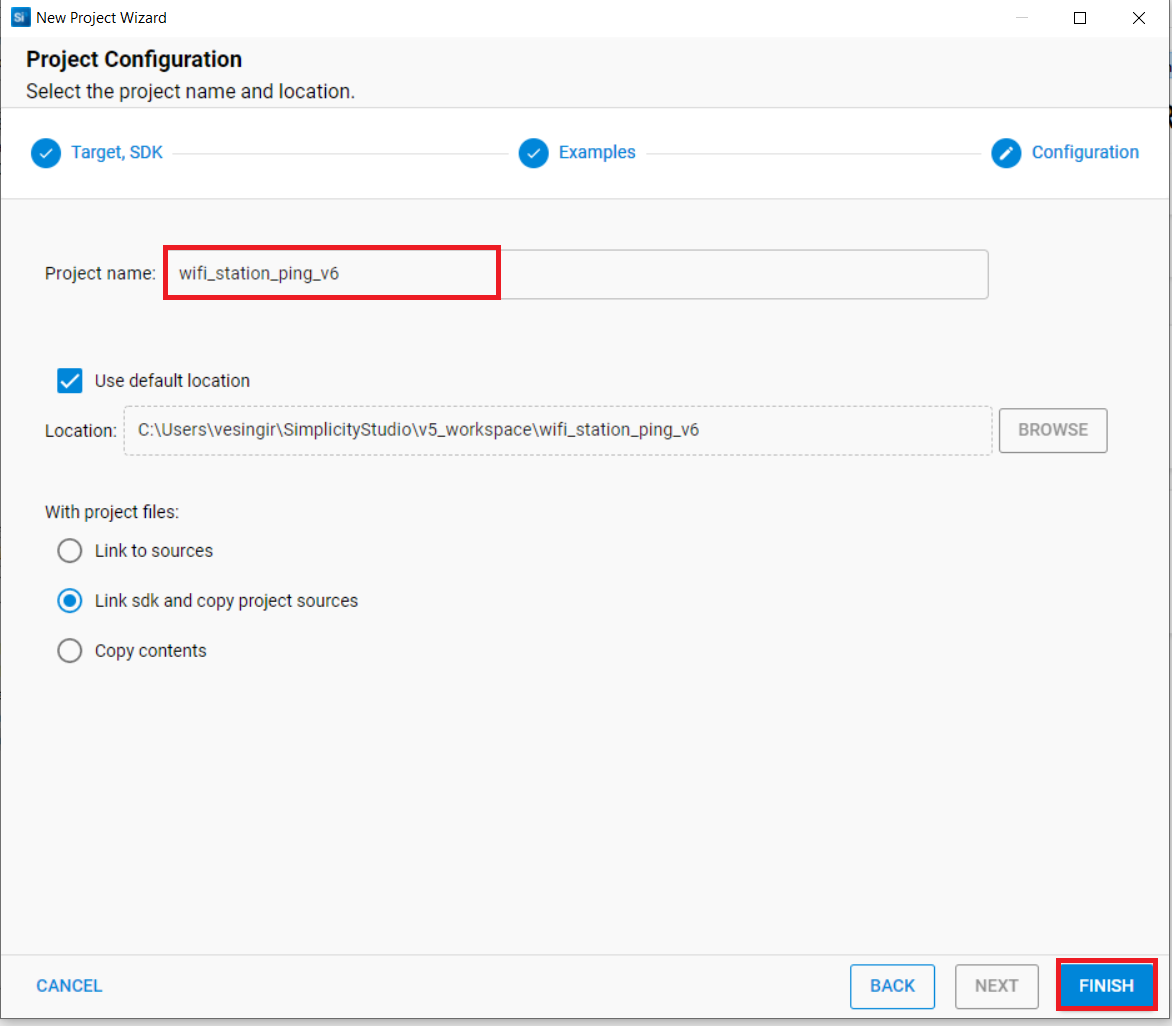 Si New Project Wizard
Project Configuration
Select the project name and location.
Target, SDK Examples Configuration
Project name: wifi_station_ping_v6
Use default location
Location: C:\Users\vesingir\SimplicityStudio\v5_workspace\wifi_station_ping_v6 BROWSE
With project files:
Link to sources
Link sdk and copy project sources
Copy contents
CANCEL BACK NEXT FINISH